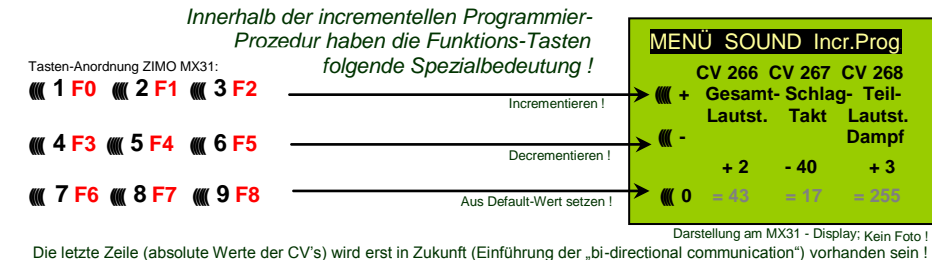 Innerhalb der incrementellen Programmier-
Prozedur haben die Funktions-Tasten
folgende Spezialbedeutung !
Tasten-Anordnung ZIMO MX31:
1 F0 2 F1 3 F2
Incrementieren !
4 F3 4 F4 6 F5
Decrementieren !
7 F6 8 F7 9 F8
Aus Default-Wert setzen !
MENÜ SOUND Incr.Prog
CV 266 CV 267 CV 268
+ Gesamt- Schlag- Teil-
Lautst. Takt Lautst.
- Dampf
+ 2 - 40 + 3
0 = 43 = 17 = 255
Darstellung am MX31 - Display; Kein Foto !
Die letzte Zeile (absolute Werte der CV's) wird erst in Zukunft (Einführung der „bi-directional communication") vorhanden sein !